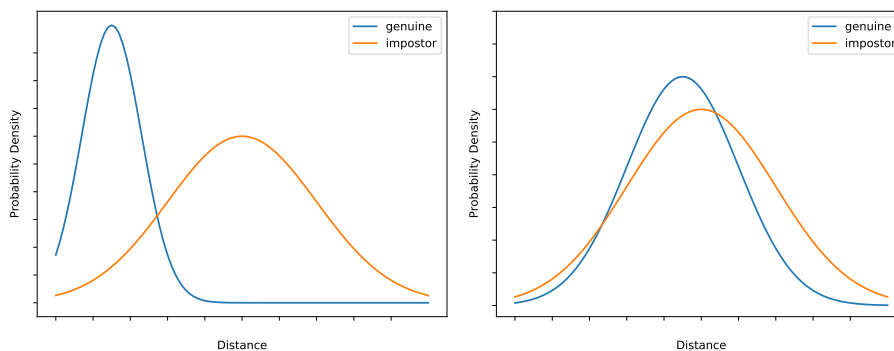 genuine
impostor
Probability Density
Distance
genuine
impostor
Probability Density
Distance